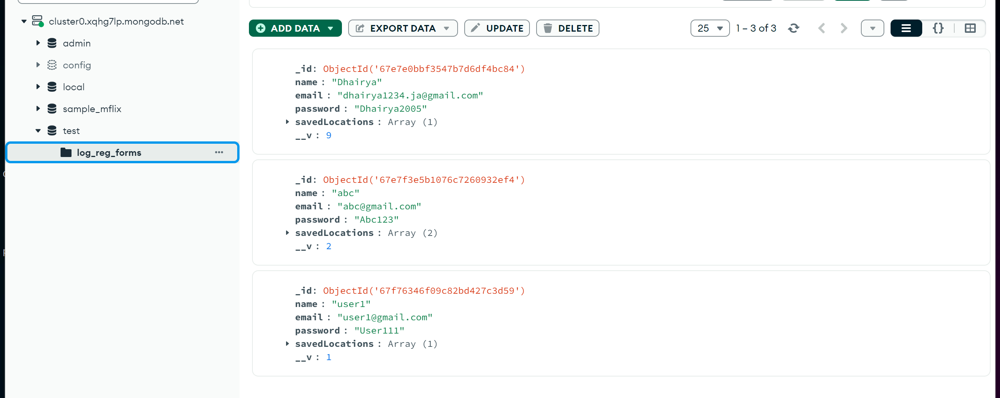 cluster0.xqhg7lp.mongodb.net
admin
config
local
sample_mflix
test
log_reg_forms
ADD DATA
EXPORT DATA
UPDATE
DELETE
25
1 – 3 of 3
_id: ObjectId('67e7e0bbf3547b7d6df4bc84')
name : "Dhairya"
email : "dhairya1234.ja@gmail.com"
password : "Dhairya2005"
savedLocations : Array (1)
__v : 9
_id: ObjectId('67e7f3e5b1076c7260932ef4')
name : "abc"
email : "abc@gmail.com"
password : "Abc123"
savedLocations : Array (2)
__v : 2
_id: ObjectId('67f76346f09c82bd427c3d59')
name : "user1"
email : "user1@gmail.com"
password : "User111"
savedLocations : Array (1)
__v : 1